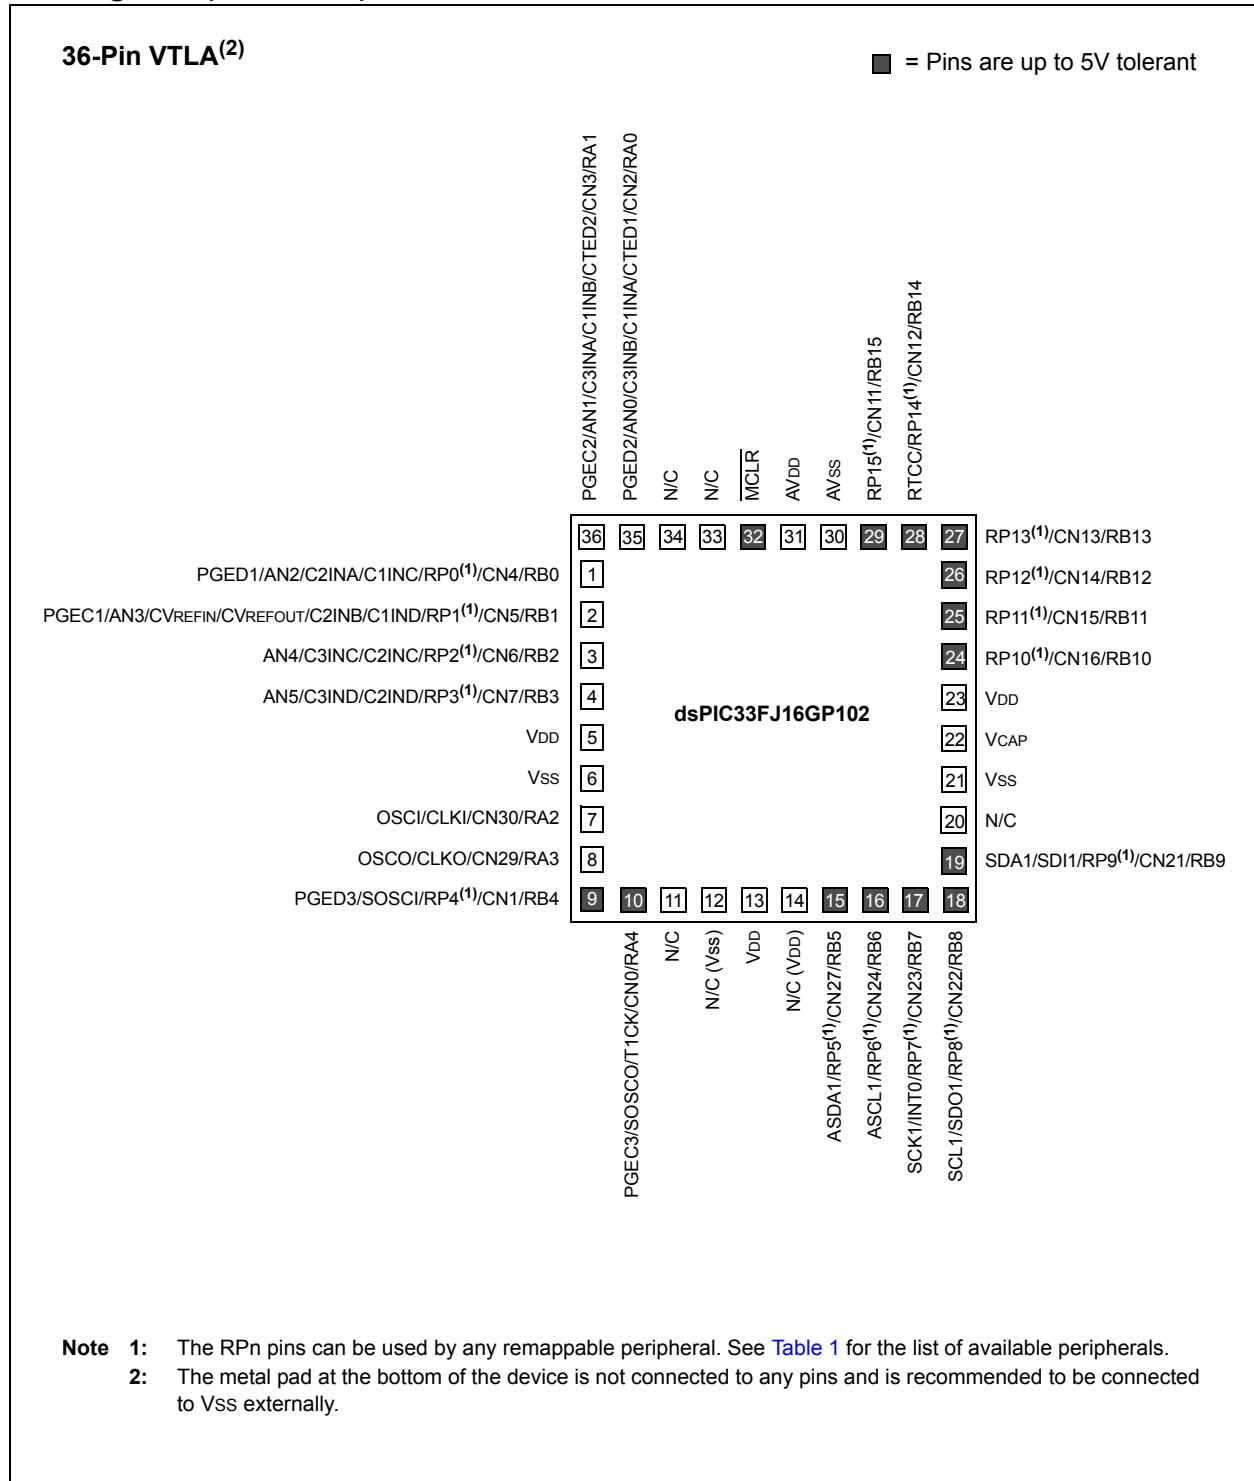 36-Pin VTLA(2)
= Pins are up to 5V tolerant
PGEC2/AN1/C3INA/C1INB/CTED2/CN3/RA1
PGED2/AN0/C3INB/C1INA/CTED1/CN2/RA0
N/C
N/C
MCLR
AVDD
AVSS
RP15(1)/CN11/RB15
RTCC/RP14(1)/CN12/RB14
36 35 34 33 32 31 30 29 28 27
RP13(1)/CN13/RB13
PGED1/AN2/C2INA/C1INC/RP0(1)/CN4/RB0 1
26 RP12(1)/CN14/RB12
PGEC1/AN3/CVREFIN/CVREFOUT/C2INB/C1IND/RP1(1)/CN5/RB1 2
25 RP11(1)/CN15/RB11
AN4/C3INC/C2INC/RP2(1)/CN6/RB2 3
24 RP10(1)/CN16/RB10
AN5/C3IND/C2IND/RP3(1)/CN7/RB3 4
23 VDD
dsPIC33FJ16GP102
VDD 5
22 VCAP
VSS 6
21 VSS
OSCI/CLKI/CN30/RA2 7
20 N/C
OSCO/CLKO/CN29/RA3 8
19 SDA1/SDI1/RP9(1)/CN21/RB9
PGED3/SOSCI/RP4(1)/CN1/RB4
9 10 11 12 13 14 15 16 17 18
PGEC3/SOSCO/T1CK/CN0/RA4
N/C
N/C (Vss)
VDD
N/C (VDD)
ASDA1/RP5(1)/CN27/RB5
ASCL1/RP6(1)/CN24/RB6
SCK1/INT0/RP7(1)/CN23/RB7
SCL1/SDO1/RP8(1)/CN22/RB8
Note 1: The RPn pins can be used by any remappable peripheral. See Table 1 for the list of available peripherals.
2: The metal pad at the bottom of the device is not connected to any pins and is recommended to be connected
to VSS externally.